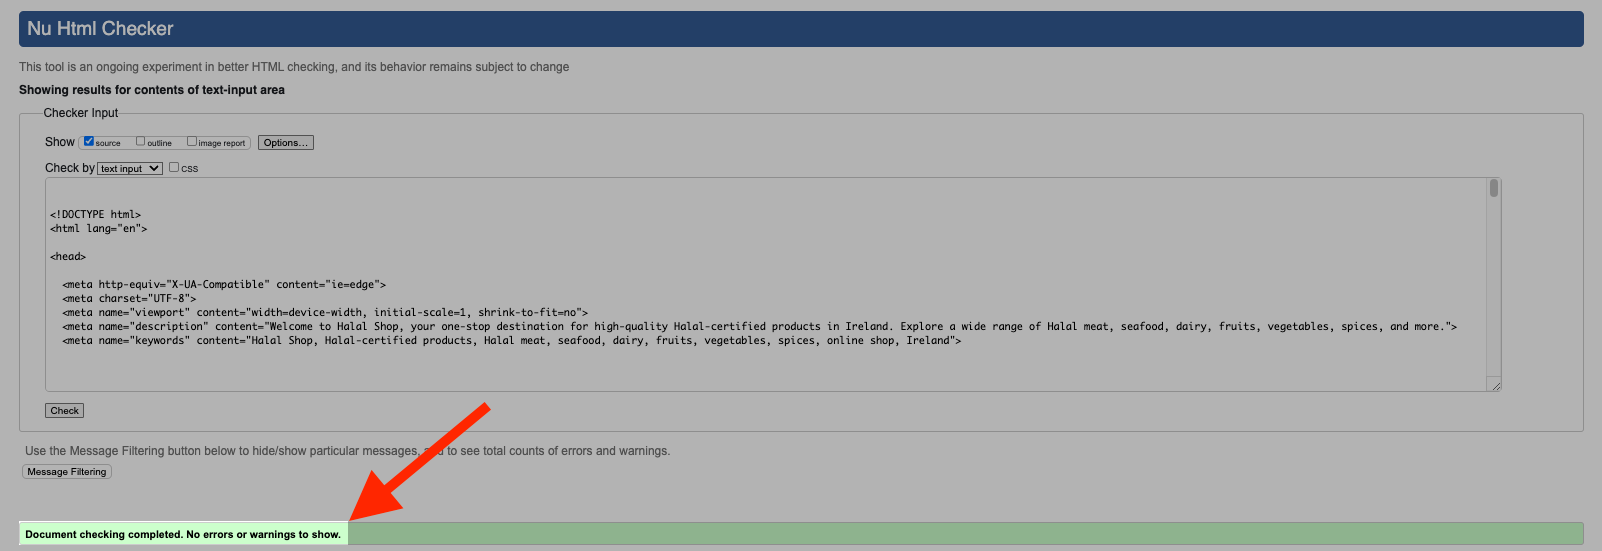 Nu Html Checker
This tool is an ongoing experiment in better HTML checking, and its behavior remains subject to change
Showing results for contents of text-input area
Checker Input
Show source outline image report Options...
Check by text input css
<!DOCTYPE html>
<html lang="en">
<head>
<meta http-equiv="X-UA-Compatible" content="ie=edge">
<meta charset="UTF-8">
<meta name="viewport" content="width=device-width, initial-scale=1, shrink-to-fit=no">
<meta name="description" content="Welcome to Halal Shop, your one-stop destination for high-quality Halal-certified products in Ireland. Explore a wide range of Halal meat, seafood, dairy, fruits, vegetables, spices, and more.">
<meta name="keywords" content="Halal Shop, Halal-certified products, Halal meat, seafood, dairy, fruits, vegetables, spices, online shop, Ireland">
Check
Use the Message Filtering button below to hide/show particular messages, to see total counts of errors and warnings.
Message Filtering
Document checking completed. No errors or warnings to show.